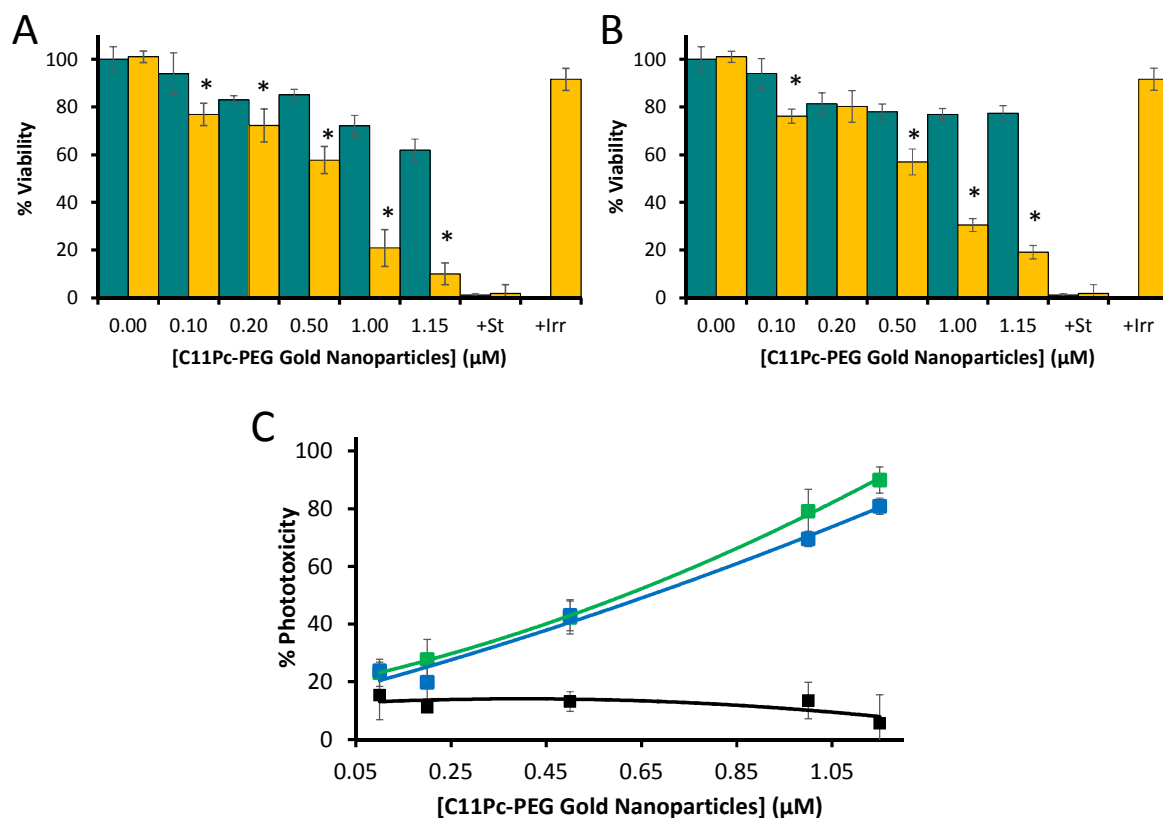 A
B
100
80
60
40
20
0
% Viability
*
*
*
*
*
0.00 0.10 0.20 0.50 1.00 1.15 +St +Irr
[C11Pc-PEG Gold Nanoparticles] (µM)
100
80
60
40
20
0
% Viability
*
*
*
*
0.00 0.10 0.20 0.50 1.00 1.15 +St +Irr
[C11Pc-PEG Gold Nanoparticles] (µM)
C
100
80
60
40
20
0
% Phototoxicity
0.05 0.25 0.45 0.65 0.85 1.05
[C11Pc-PEG Gold Nanoparticles] (µM)